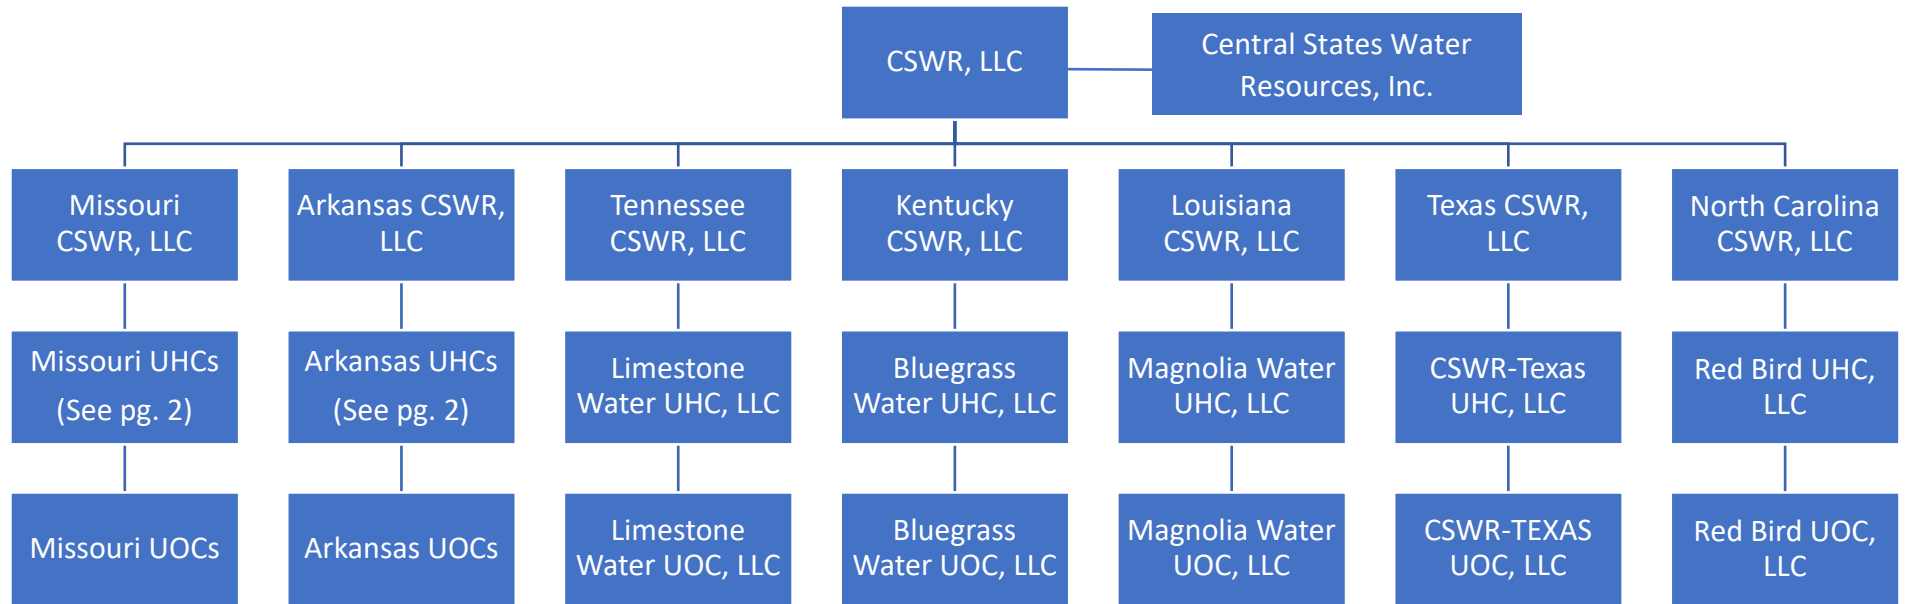 CSWR, LLC
Central States Water
Resources, Inc.
Missouri
CSWR, LLC
Arkansas CSWR,
LLC
Tennessee
CSWR, LLC
Kentucky
CSWR, LLC
Louisiana
CSWR, LLC
Texas CSWR,
LLC
North Carolina
CSWR, LLC
Missouri UHCs
(See pg. 2)
Arkansas UHCs
(See pg. 2)
Limestone
Water UHC, LLC
Bluegrass
Water UHC, LLC
Magnolia Water
UHC, LLC
CSWR-Texas
UHC, LLC
Red Bird UHC,
LLC
Missouri UOCs
Arkansas UOCs
Limestone
Water UOC, LLC
Bluegrass
Water UOC, LLC
Magnolia Water
UOC, LLC
CSWR-TEXAS
UOC, LLC
Red Bird UOC,
LLC